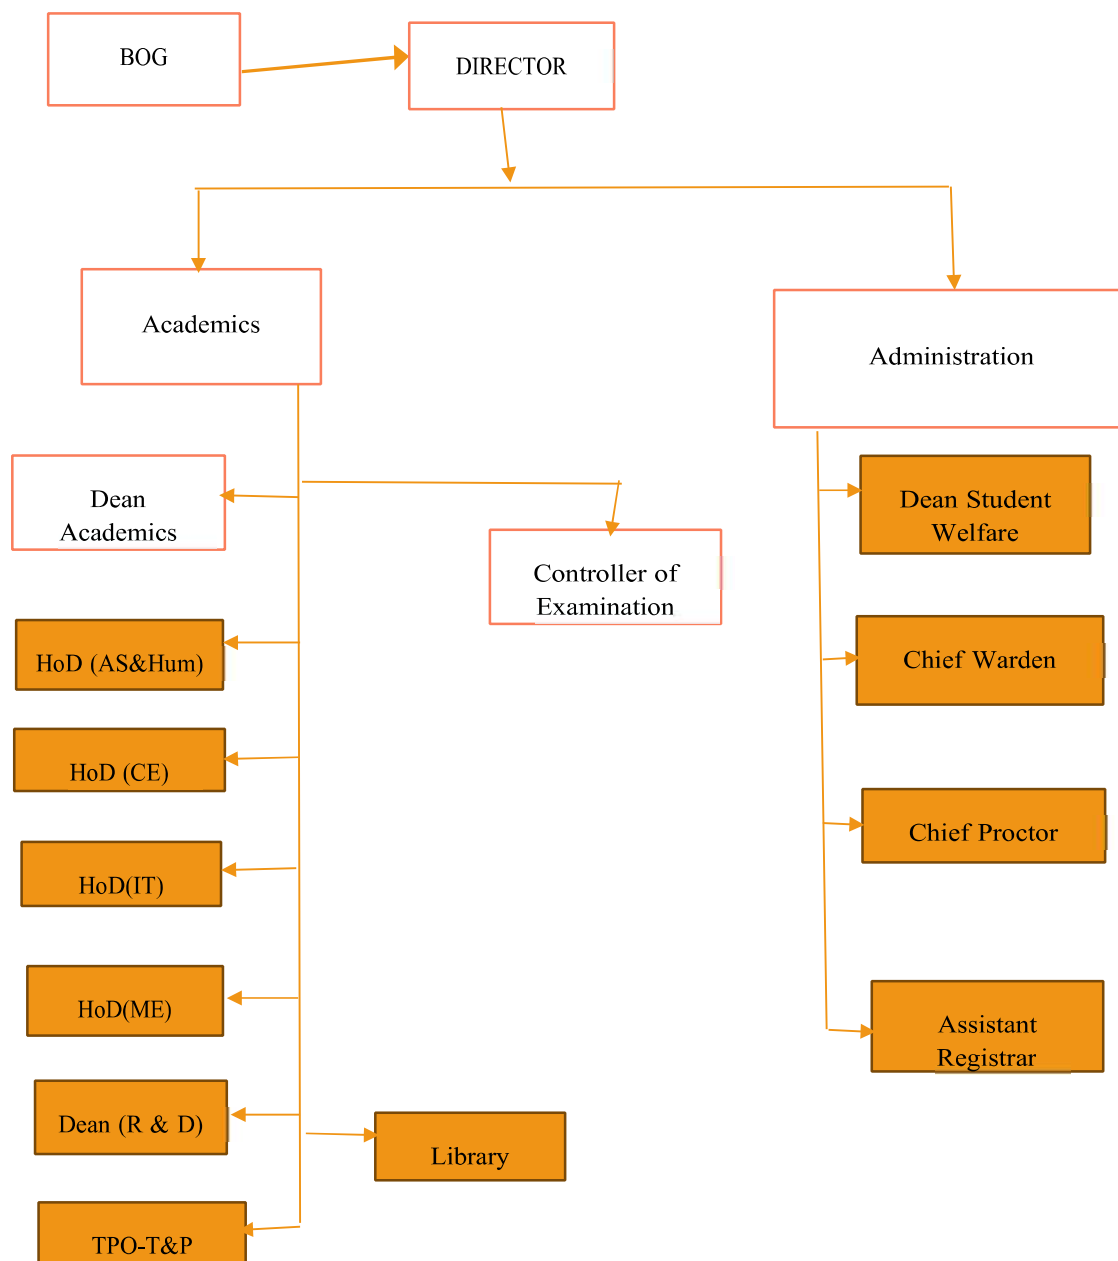 BOG
DIRECTOR
Academics
Administration
Dean
Academics
Controller of
Examination
Dean Student
Welfare
HoD (AS&Hum)
Chief Warden
HoD (CE)
Chief Proctor
HoD(IT)
HoD(ME)
Assistant
Registrar
Dean (R & D)
Library
TPO-T&P